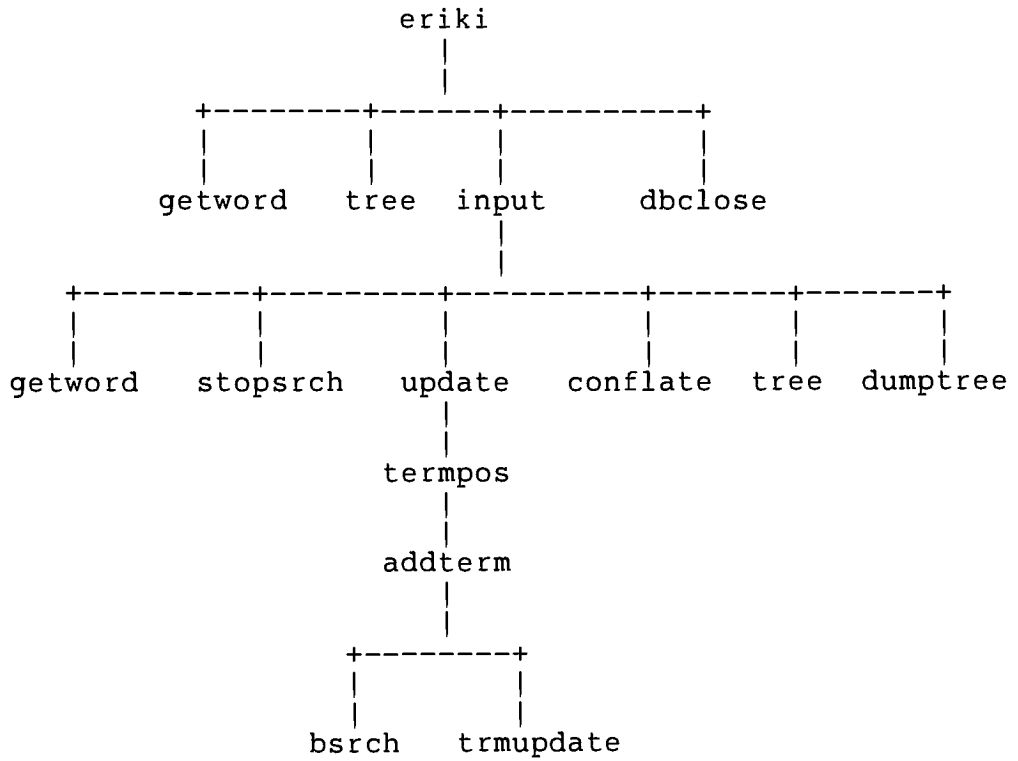 eriki
getword tree input dbclose
getword stopsrch update conflate tree dumptree
termpos
addterm
bsrch trmupdate